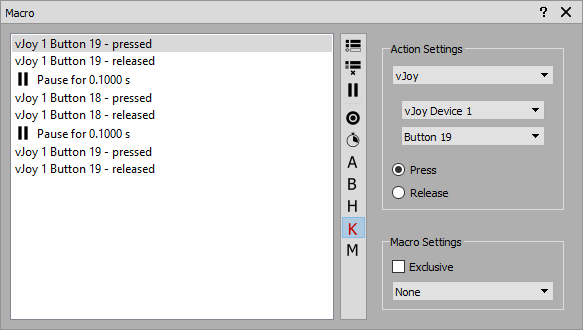 Macro
vJoy 1 Button 19 - pressed
vJoy 1 Button 19 - released
Pause for 0.1000 s
vJoy 1 Button 18 - pressed
vJoy 1 Button 18 - released
Pause for 0.1000 s
vJoy 1 Button 19 - pressed
vJoy 1 Button 19 - released
A
B
H
K
M
Action Settings
vJoy
vJoy Device 1
Button 19
Press
Release
Macro Settings
Exclusive
None